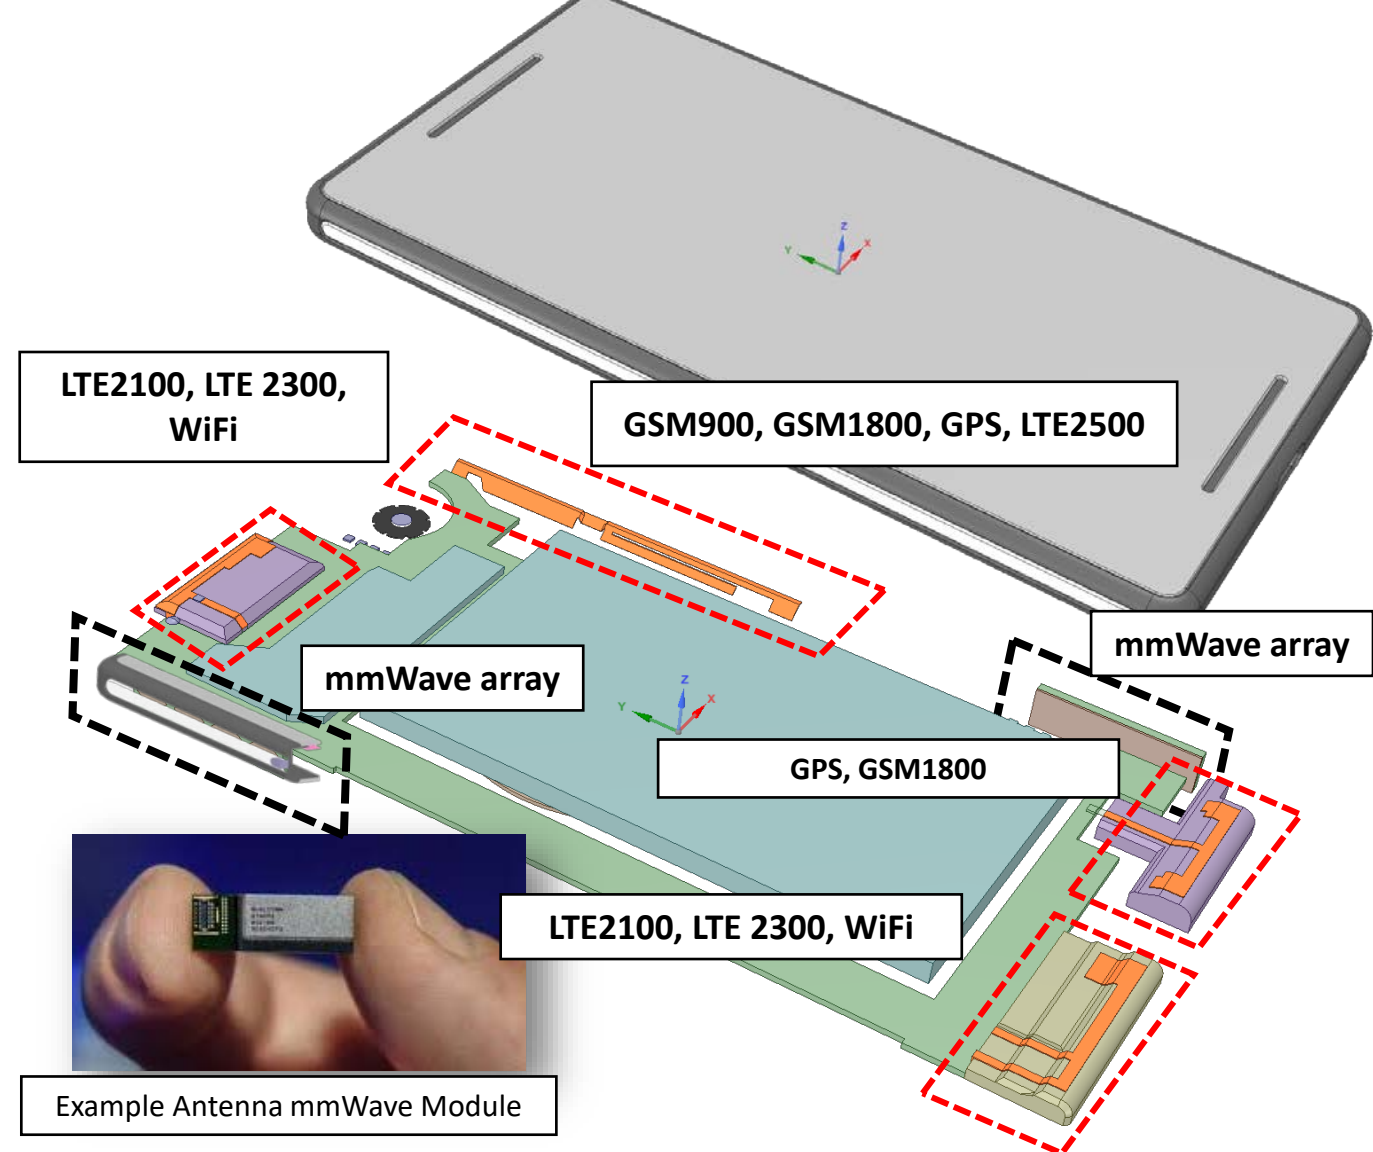 LTE2100, LTE 2300,
WiFi
GSM900, GSM1800, GPS, LTE2500
Z
X
Y
mmWave array
mmWave array
Z
X
Y
GPS, GSM1800
LTE2100, LTE 2300, WiFi
Example Antenna mmWave Module